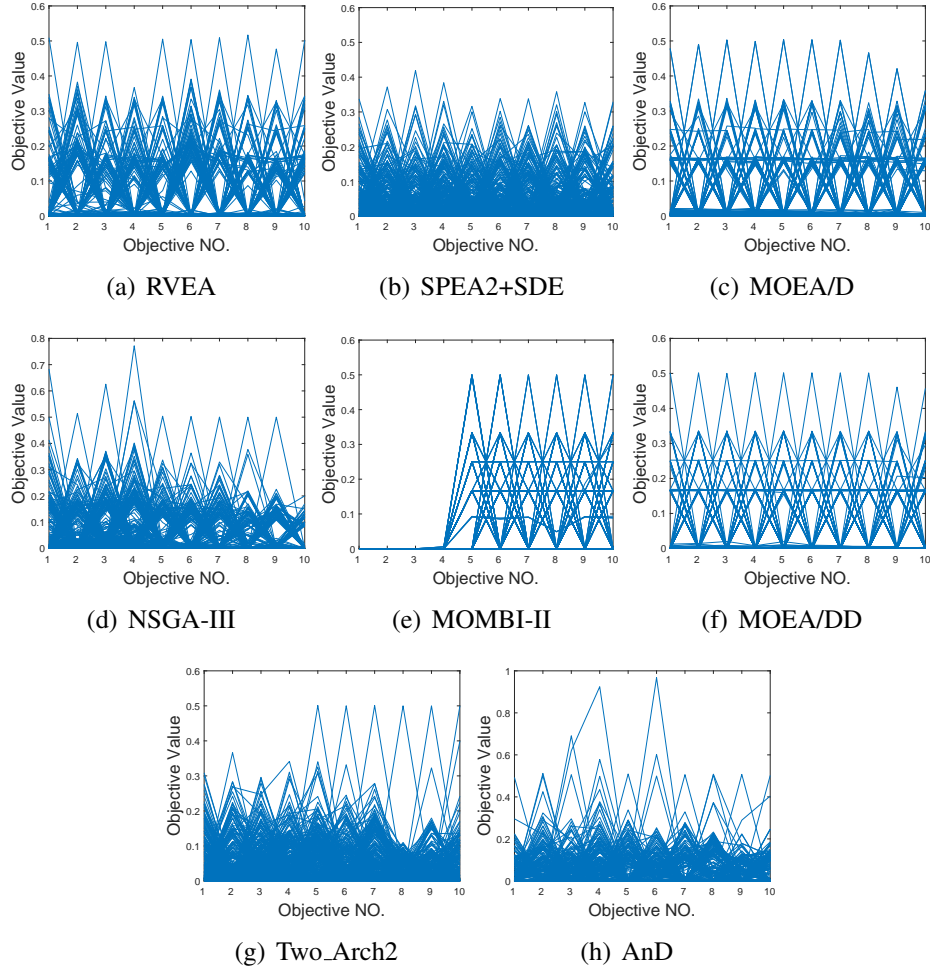 0.6 0.6 0.6
0.5 0.5 0.5
0.4 0.4 0.4
0.3 0.3 0.3
0.2 0.2 0.2
0.1 0.1 0.1
0 0 0
Objective Value Objective Value Objective Value
1 2 3 4 5 6 7 8 9 10 1 2 3 4 5 6 7 8 9 10 1 2 3 4 5 6 7 8 9 10
Objective NO. Objective NO. Objective NO.
(a) RVEA (b) SPEA2+SDE (c) MOEA/D
0.8 0.6 0.6
0.7 0.5 0.5
0.6 0.4 0.4
0.5 0.3 0.3
0.4 0.2 0.2
0.3 0.1 0.1
0.2 0 0
0.1
0
Objective Value Objective Value Objective Value
1 2 3 4 5 6 7 8 9 10 1 2 3 4 5 6 7 8 9 10 1 2 3 4 5 6 7 8 9 10
Objective NO. Objective NO. Objective NO.
(d) NSGA-III (e) MOMBI-II (f) MOEA/DD
0.6 1
0.5 0.8
0.4 0.6
0.3 0.4
0.2 0.2
0.1 0
0
Objective Value Objective Value
1 2 3 4 5 6 7 8 9 10 1 2 3 4 5 6 7 8 9 10
Objective NO. Objective NO.
(g) Two_Arch2 (h) AnD